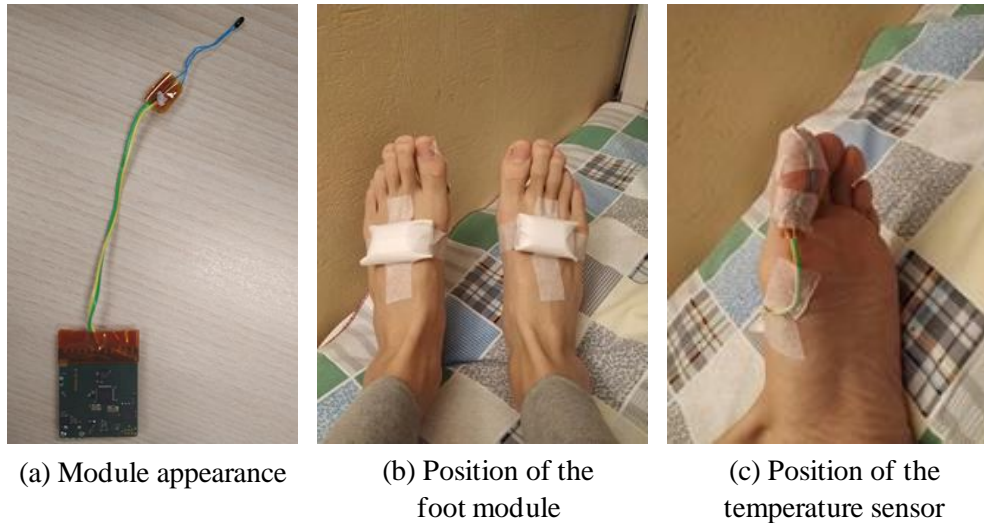 (a) Module appearance
(b) Position of the
foot module
(c) Position of the
temperature sensor